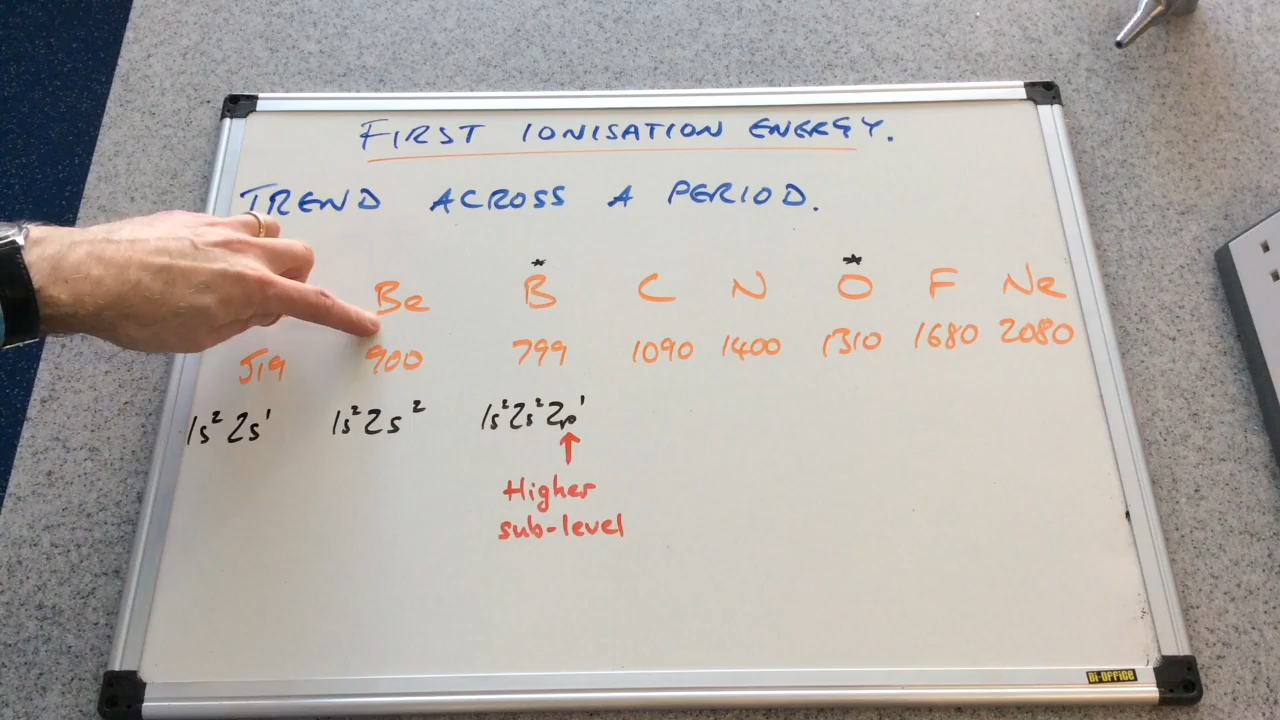 FIRST IONISATION ENERGY.
TREND ACROSS A PERIOD.
* *
Be B C N O F Ne
519 900 799 1090 1400 1310 1680 2080
1s²2s¹ 1s²2s² 1s²2s²2p¹
↑
Higher
sub-level
Bi-OFFICE